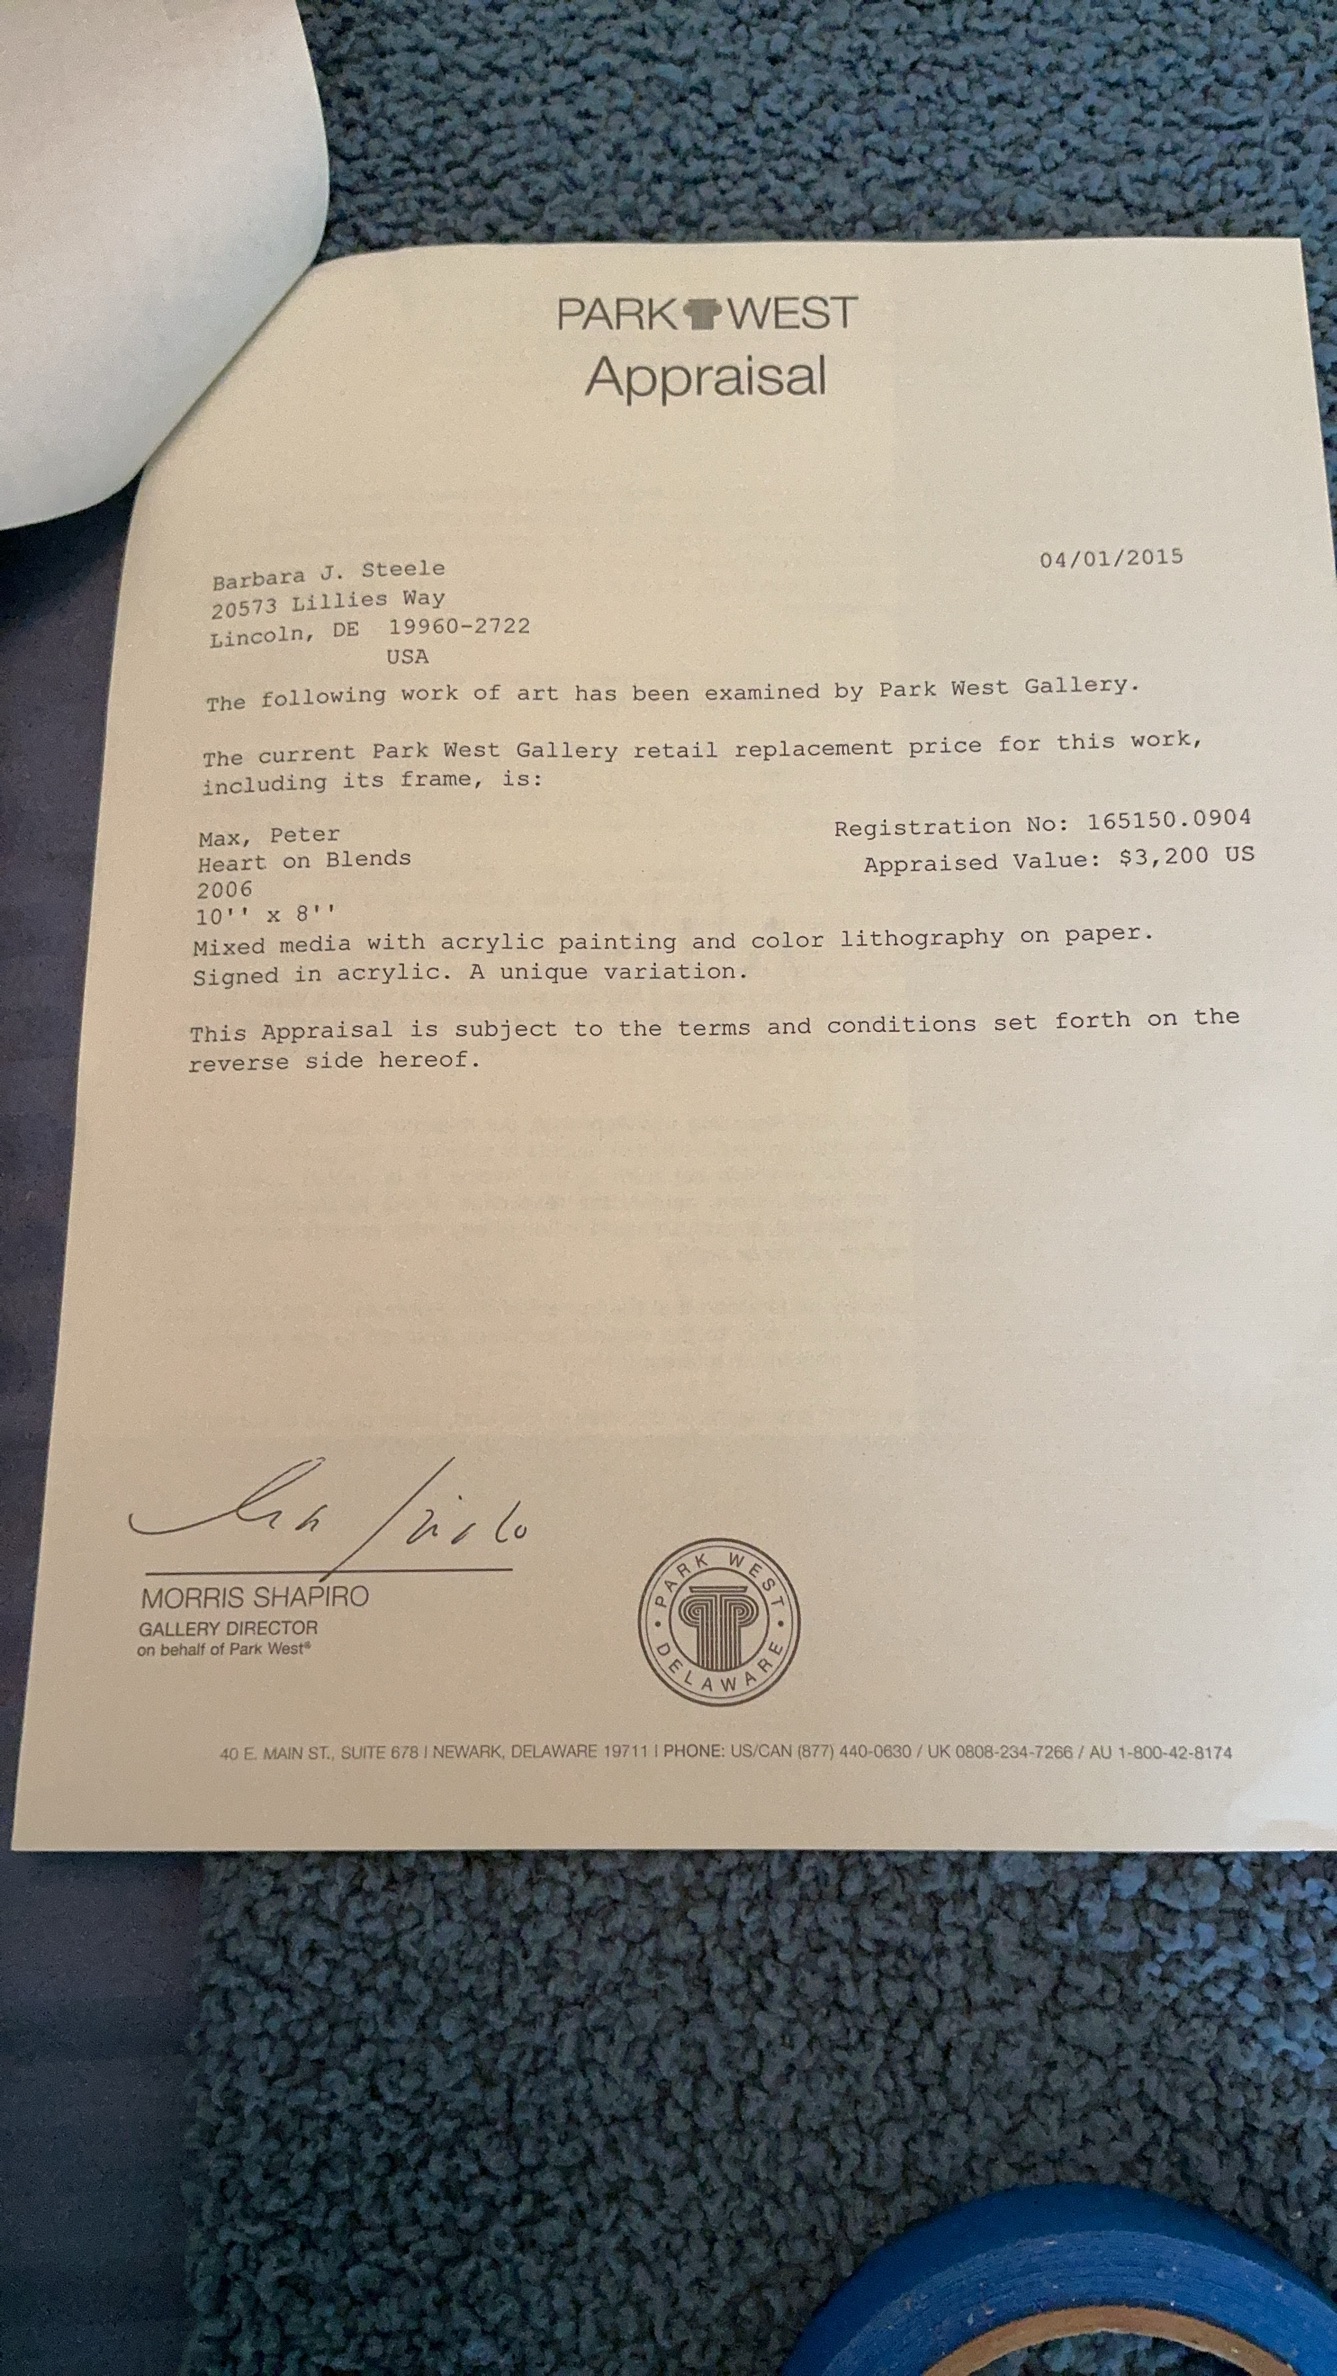 PARK WEST
Appraisal
Barbara J. Steele
04/01/2015
20573 Lillies Way
Lincoln, DE 19960-2722
USA
The following work of art has been examined by Park West Gallery.
The current Park West Gallery retail replacement price for this work,
including its frame, is:
Max, Peter
Registration No: 165150.0904
Heart on Blends
Appraised Value: $3,200 US
2006
10'' x 8''
Mixed media with acrylic painting and color lithography on paper.
Signed in acrylic. A unique variation.
This Appraisal is subject to the terms and conditions set forth on the
reverse side hereof.
MORRIS SHAPIRO
GALLERY DIRECTOR
on behalf of Park West®
PARK WEST
DELAWARE
40 E. MAIN ST., SUITE 678 | NEWARK, DELAWARE 19711 | PHONE: US/CAN (877) 440-0630 / UK 0808-234-7266 / AU 1-800-42-8174